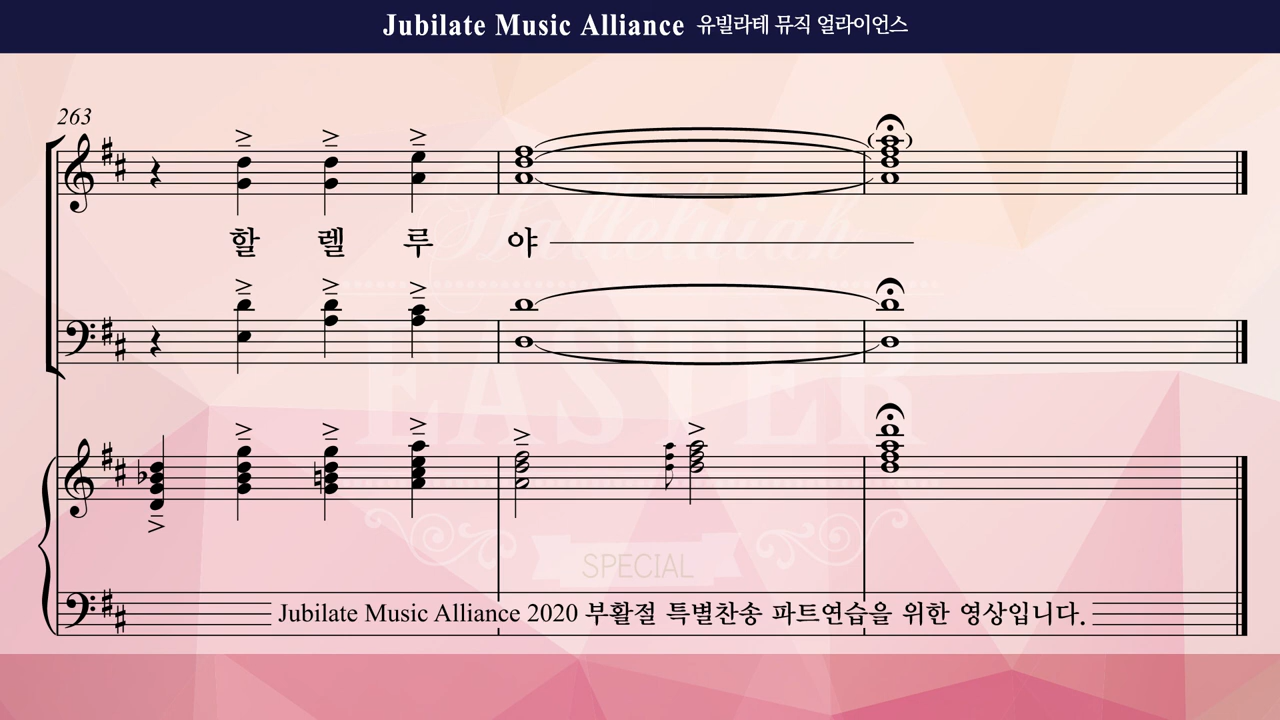 Jubilate Music Alliance 유빌라테 뮤직 얼라이언스
263
할 렐 루 야
Hallelujah
EASTER
SPECIAL
Jubilate Music Alliance 2020 부활절 특별찬송 파트연습을 위한 영상입니다.